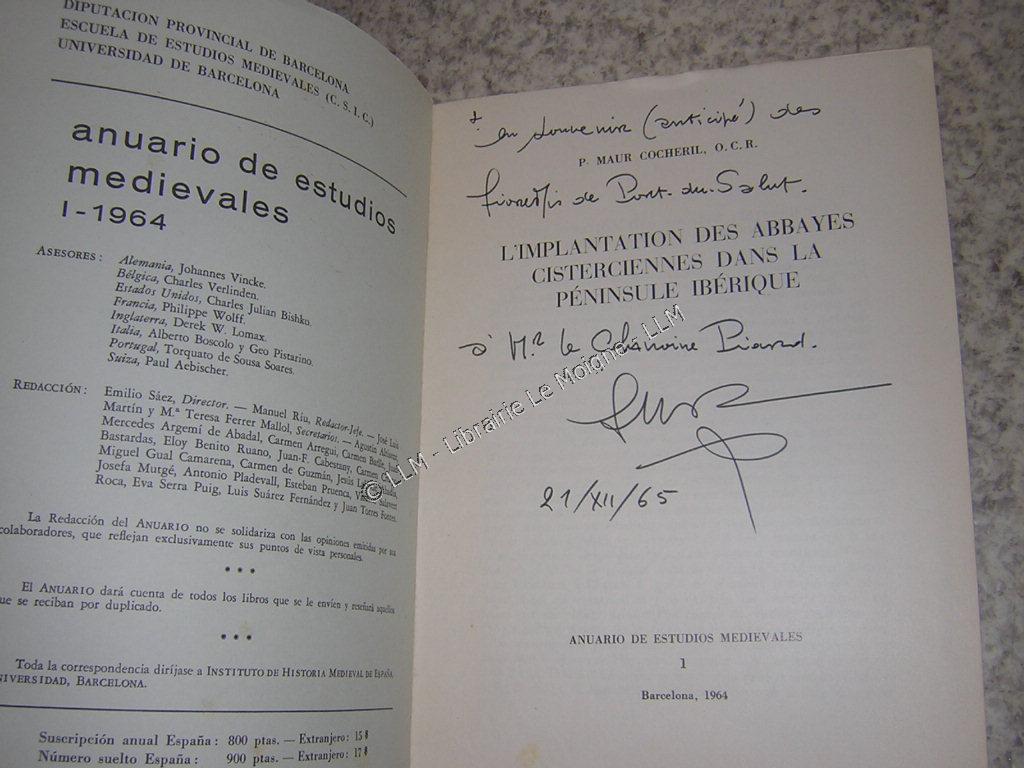 DIPUTACION PROVINCIAL DE BARCELONA
ESCUELA DE ESTUDIOS MEDIEVALES (C. S. I. C.)
UNIVERSIDAD DE BARCELONA
anuario de estudios
medievales
I - 1964
ASESORES: Alemania, Johannes Vincke.
Bélgica, Charles Verlinden.
Estados Unidos, Charles Julian Bishko.
Francia, Philippe Wolff.
Inglaterra, Derek W. Lomax.
Italia, Alberto Boscolo y Geo Pistarino.
Portugal, Torquato de Sousa Soares.
Suiza, Paul Aebischer.
REDACCIÓN: Emilio Sáez, Director. — Manuel Riu, Redactor-Jefe. — José Luis
Martín y M.ª Teresa Ferrer Mallol, Secretarios. — Agustín
Mercedes Argemí de Abadal, Carmen Arregui, Carmen Batlle, Juan
Bastardas, Eloy Benito Ruano, Juan-F. Cabestany, Carmen
Miguel Gual Camarena, Carmen de Guzmán, Jesús
Josefa Mutgé, Antonio Pladevall, Esteban Pruenca,
Roca, Eva Serra Puig, Luis Suárez Fernández y Juan Torres Fontes.
La Redacción del ANUARIO no se solidariza con las opiniones emitidas por sus
colaboradores, que reflejan exclusivamente sus puntos de vista personales.
* * *
El ANUARIO dará cuenta de todos los libros que se le envíen y reseñará aquellos
que se reciban por duplicado.
* * *
Toda la correspondencia diríjase a INSTITUTO DE HISTORIA MEDIEVAL DE ESPAÑA,
UNIVERSIDAD, BARCELONA.
Suscripción anual España: 800 ptas. — Extranjero: 15 $
Número suelto España: 900 ptas. — Extranjero: 17 $
+ en souvenir (anticipé) des
P. MAUR COCHERIL, O. C. R.
de Port-du-Salut.
L'IMPLANTATION DES ABBAYES
CISTERCIENNES DANS LA
PÉNINSULE IBÉRIQUE
à Mr le Chanoine
21/XII/65
ANUARIO DE ESTUDIOS MEDIEVALES
1
Barcelona, 1964
© LLM - Librairie Le Moigne - LLM